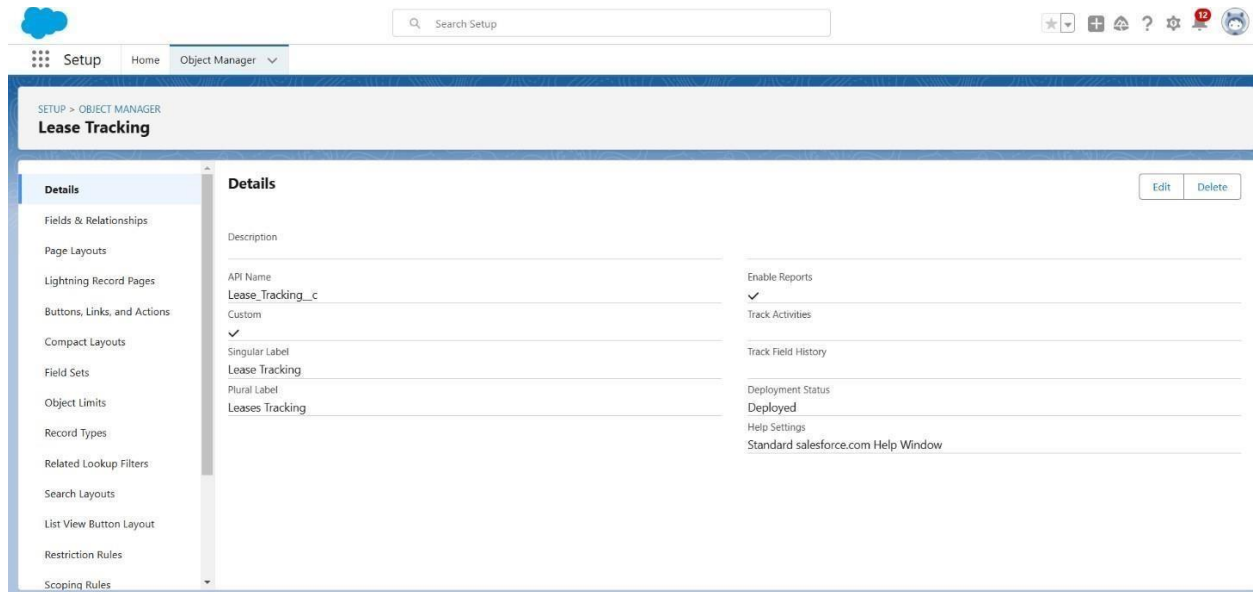 Search Setup
12
Setup
Home
Object Manager
SETUP > OBJECT MANAGER
Lease Tracking
Details
Fields & Relationships
Page Layouts
Lightning Record Pages
Buttons, Links, and Actions
Compact Layouts
Field Sets
Object Limits
Record Types
Related Lookup Filters
Search Layouts
List View Button Layout
Restriction Rules
Scoping Rules
Details
Edit
Delete
Description
API Name
Lease_Tracking__c
Custom
Singular Label
Lease Tracking
Plural Label
Leases Tracking
Enable Reports
Track Activities
Track Field History
Deployment Status
Deployed
Help Settings
Standard salesforce.com Help Window